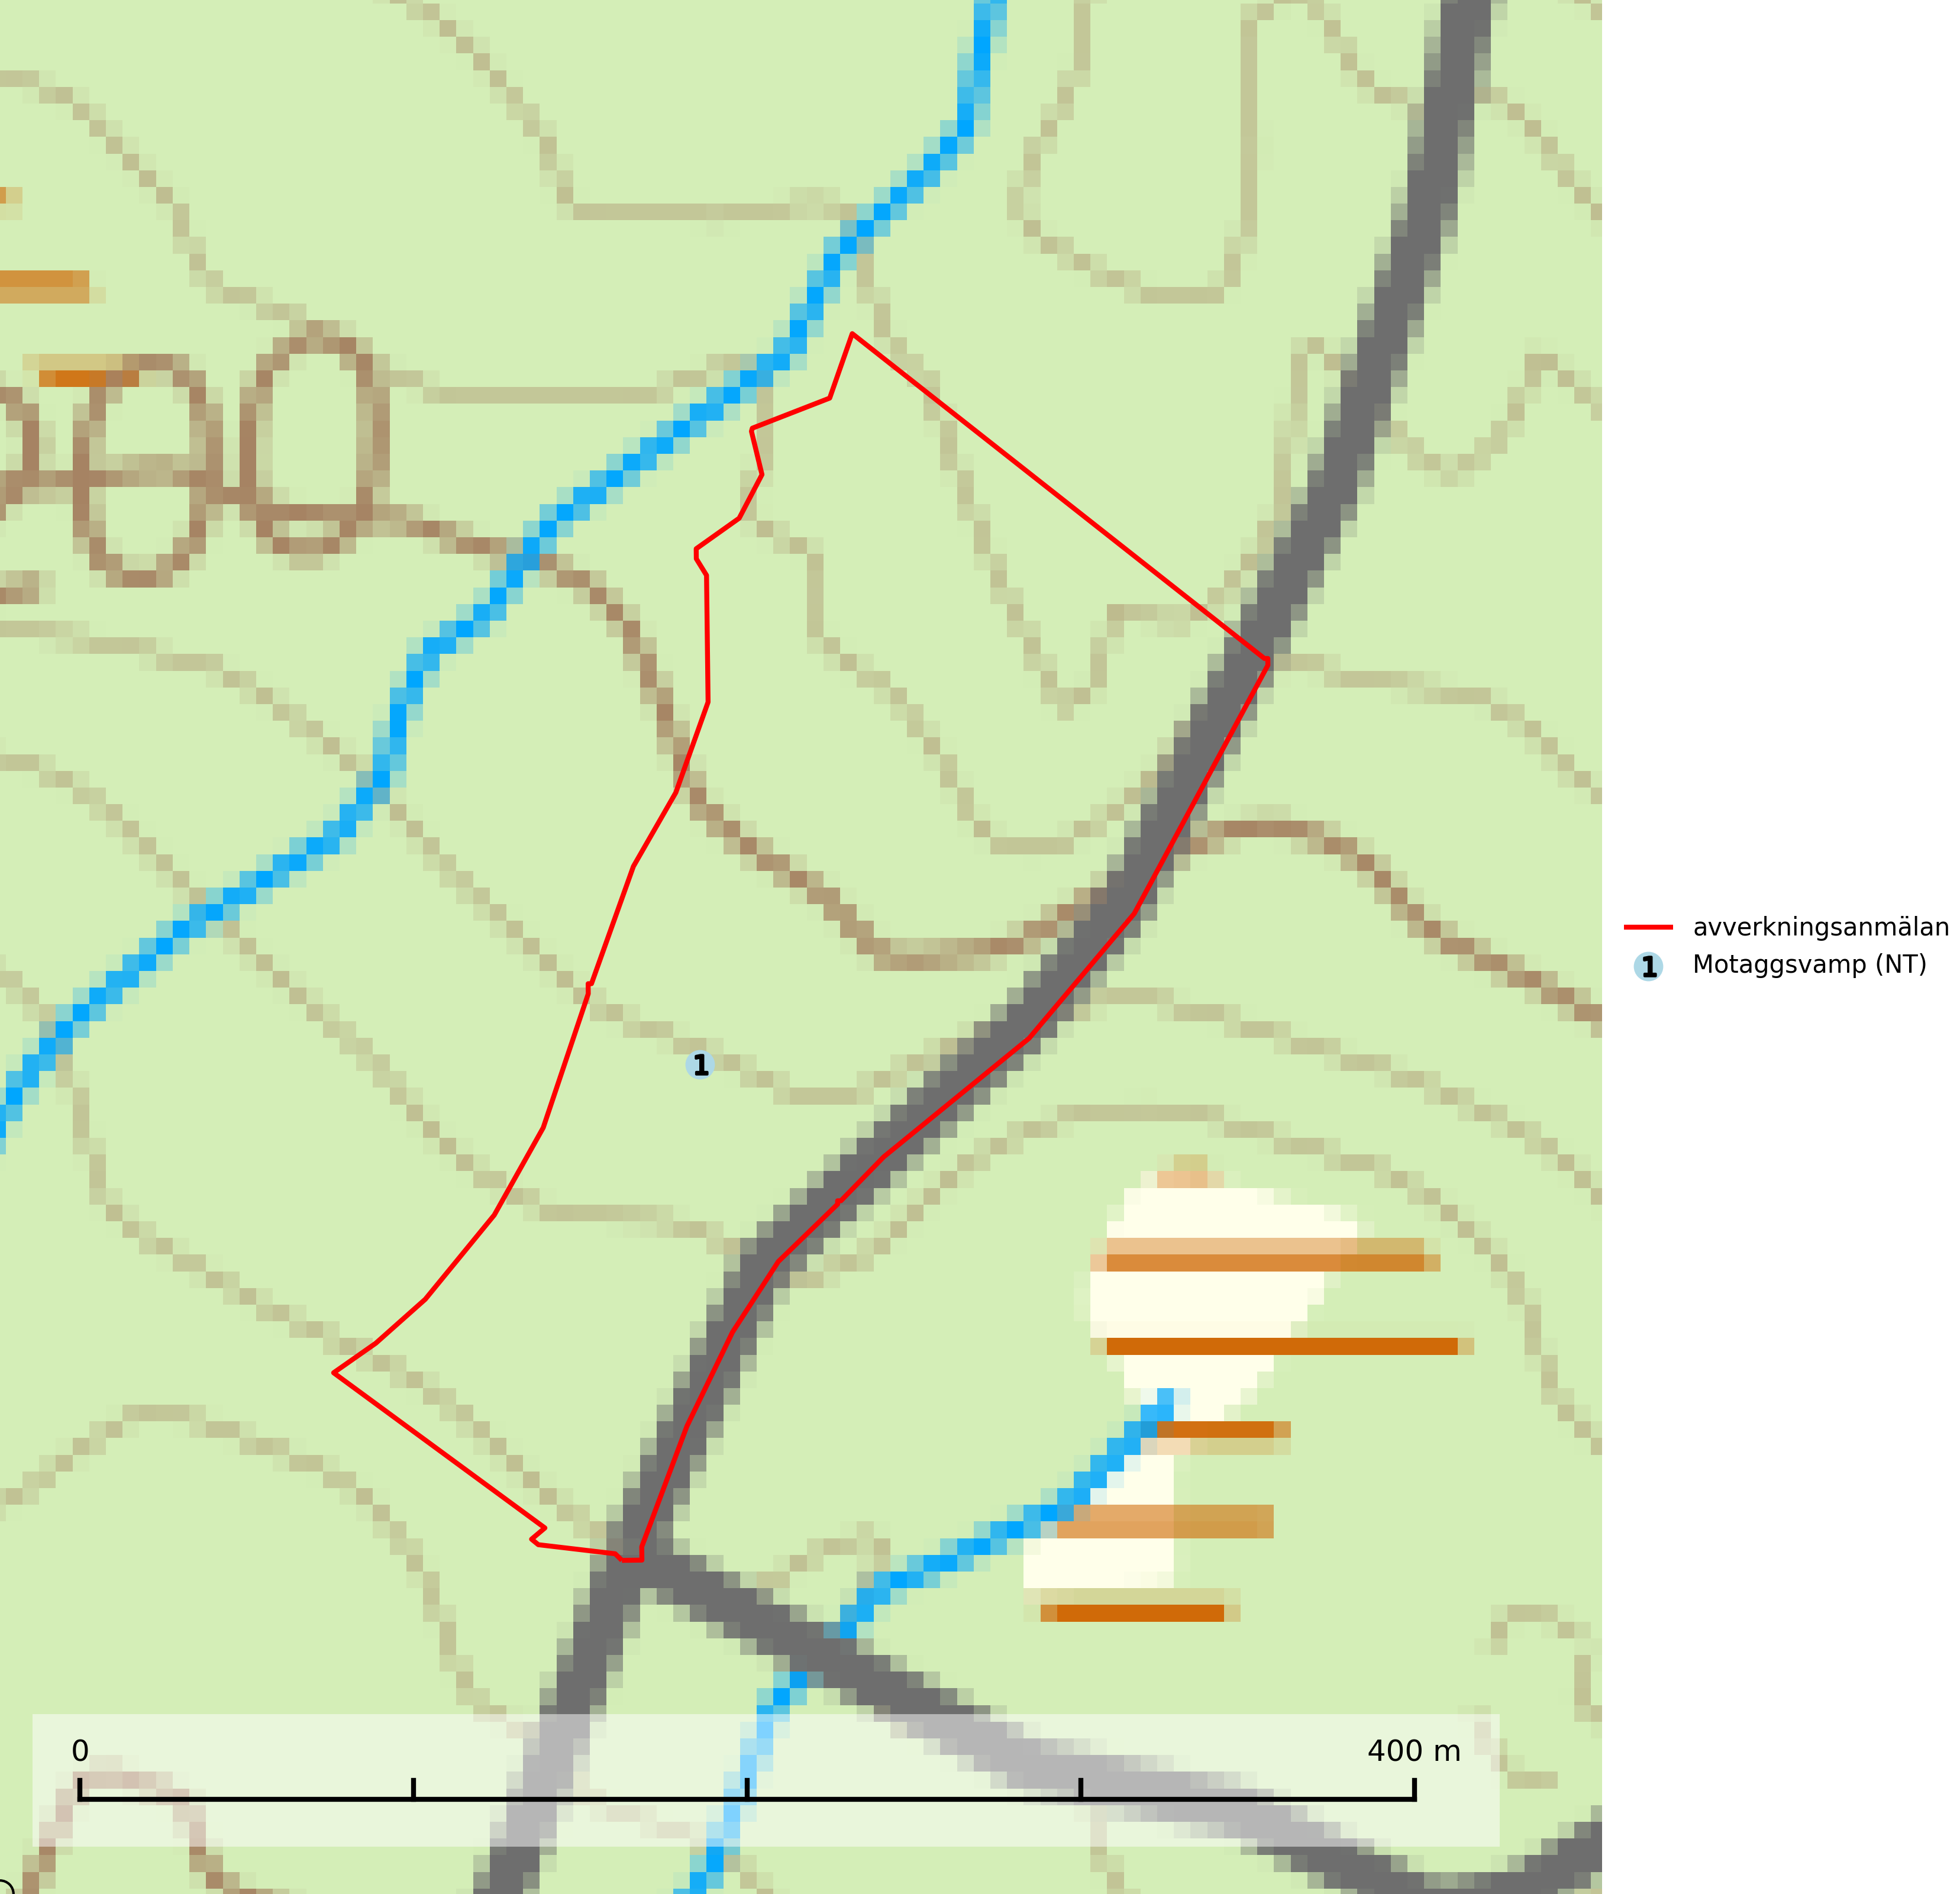 avverkningsanmälan
1 Motaggsvamp (NT)
1
0 400 m